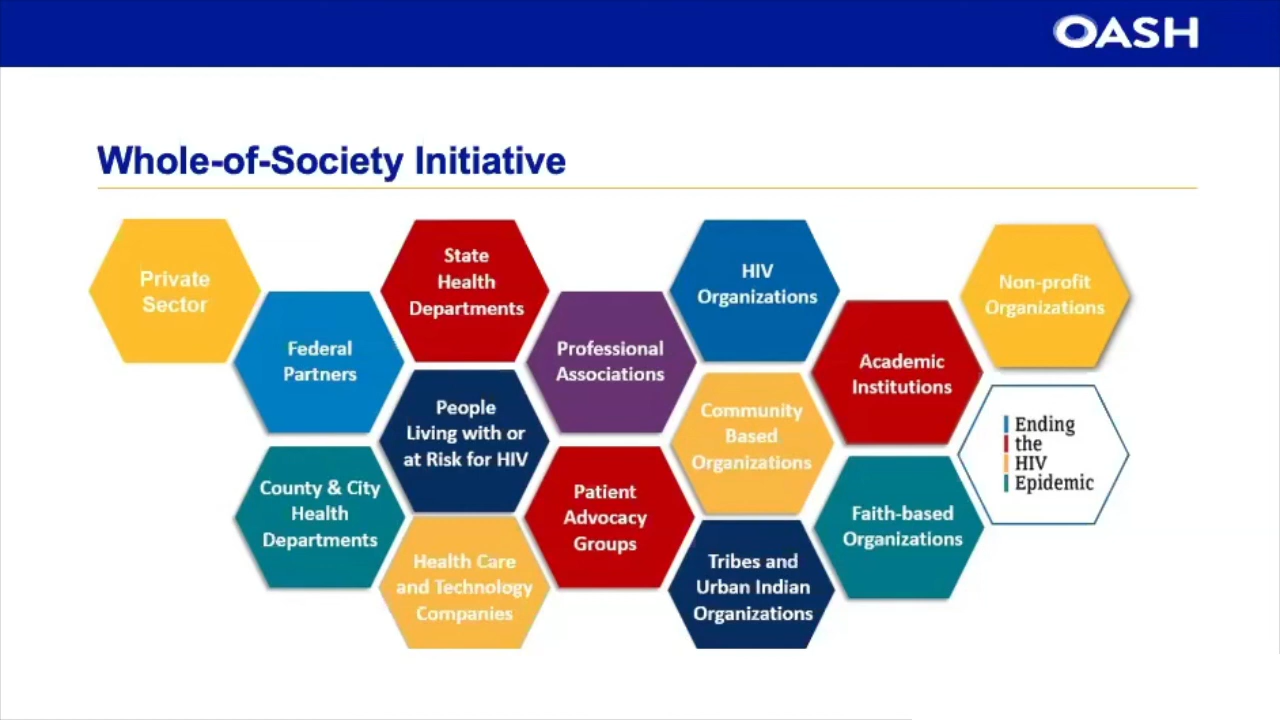 OASH
Whole-of-Society Initiative
Private
Sector
Federal
Partners
State
Health
Departments
Professional
Associations
HIV
Organizations
Academic
Institutions
Non-profit
Organizations
County & City
Health
Departments
People
Living with or
at Risk for HIV
Health Care
and Technology
Companies
Patient
Advocacy
Groups
Community
Based
Organizations
Tribes and
Urban Indian
Organizations
Faith-based
Organizations
Ending
the
HIV
Epidemic